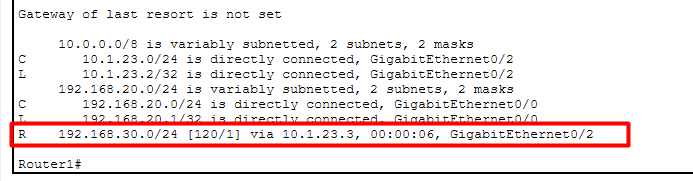 Gateway of last resort is not set
10.0.0.0/8 is variably subnetted, 2 subnets, 2 masks
C 10.1.23.0/24 is directly connected, GigabitEthernet0/2
L 10.1.23.2/32 is directly connected, GigabitEthernet0/2
192.168.20.0/24 is variably subnetted, 2 subnets, 2 masks
C 192.168.20.0/24 is directly connected, GigabitEthernet0/0
L 192.168.20.1/32 is directly connected, GigabitEthernet0/0
R 192.168.30.0/24 [120/1] via 10.1.23.3, 00:00:06, GigabitEthernet0/2
Router1#